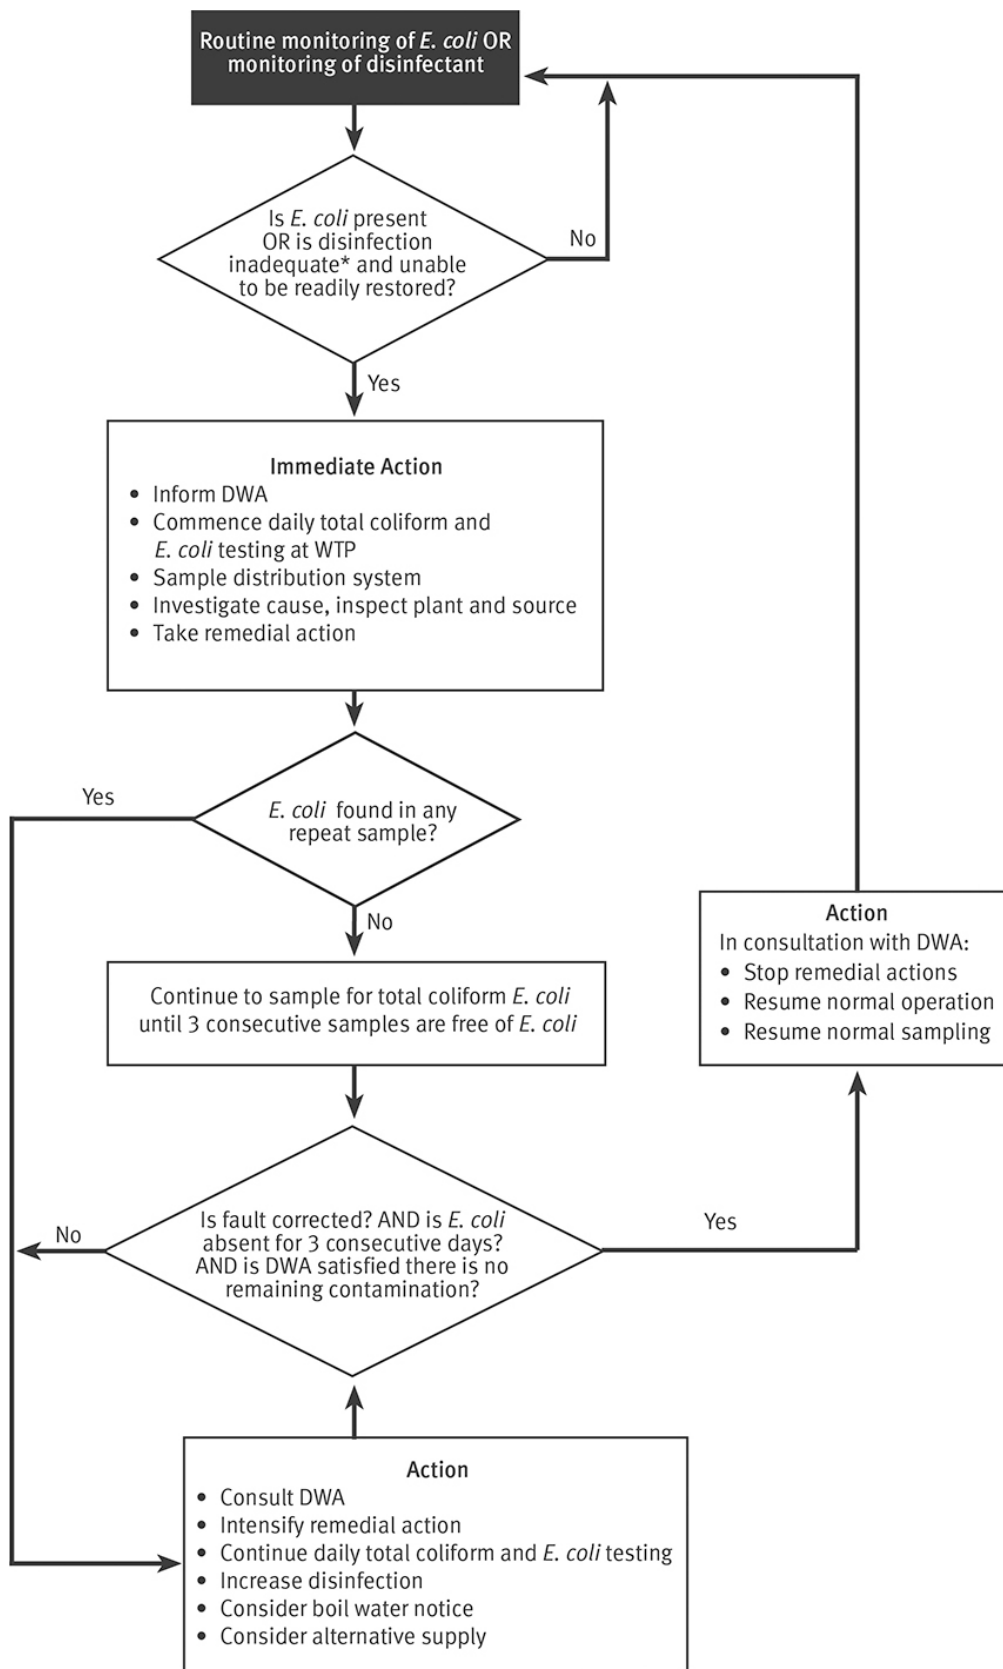 Routine monitoring of E. coli OR
monitoring of disinfectant
Is E. coli present
OR is disinfection
inadequate* and unable
to be readily restored?
No
Yes
Immediate Action
• Inform DWA
• Commence daily total coliform and
E. coli testing at WTP
• Sample distribution system
• Investigate cause, inspect plant and source
• Take remedial action
Yes
E. coli found in any
repeat sample?
No
Continue to sample for total coliform E. coli
until 3 consecutive samples are free of E. coli
Action
In consultation with DWA:
• Stop remedial actions
• Resume normal operation
• Resume normal sampling
No
Is fault corrected? AND is E. coli
absent for 3 consecutive days?
AND is DWA satisfied there is no
remaining contamination?
Yes
Action
• Consult DWA
• Intensify remedial action
• Continue daily total coliform and E. coli testing
• Increase disinfection
• Consider boil water notice
• Consider alternative supply